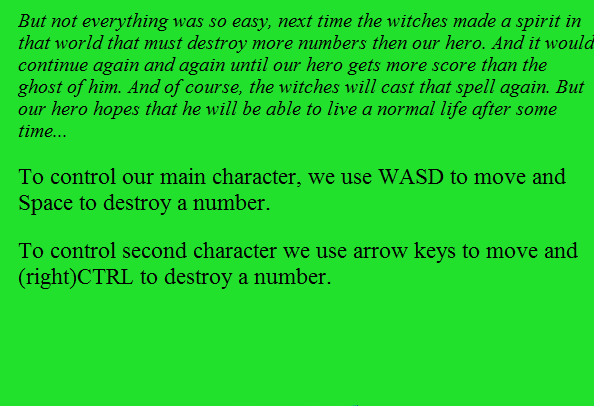 But not everything was so easy, next time the witches made a spirit in
that world that must destroy more numbers then our hero. And it would
continue again and again until our hero gets more score than the
ghost of him. And of course, the witches will cast that spell again. But
our hero hopes that he will be able to live a normal life after some
time...
To control our main character, we use WASD to move and
Space to destroy a number.
To control second character we use arrow keys to move and
(right)CTRL to destroy a number.